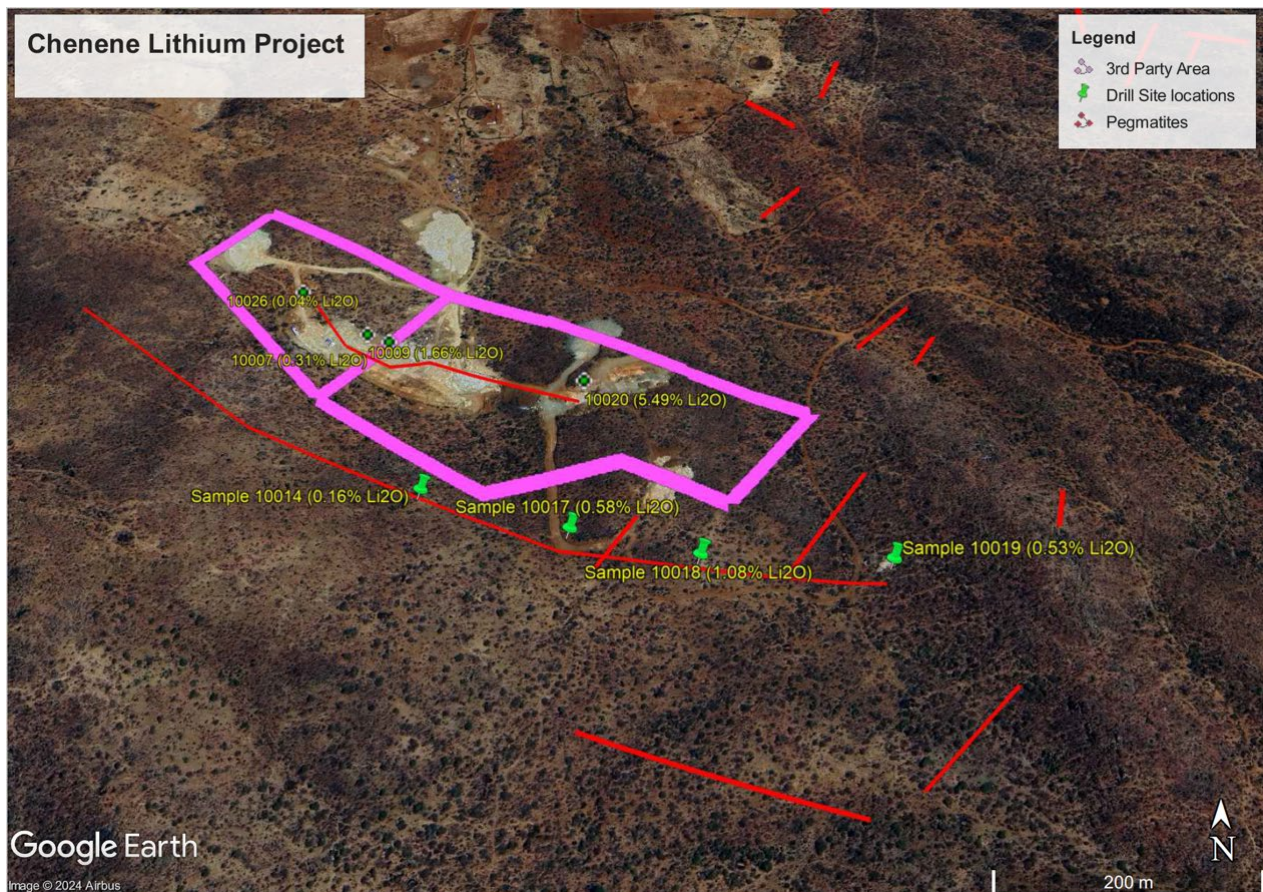 Chenene Lithium Project
Legend
3rd Party Area
Drill Site locations
Pegmatites
10026 (0.04% Li2O)
10007 (0.31% Li2O)
10009 (1.66% Li2O)
10020 (5.49% Li2O)
Sample 10014 (0.16% Li2O)
Sample 10017 (0.58% Li2O)
Sample 10018 (1.08% Li2O)
Sample 10019 (0.53% Li2O)
Google Earth
N
Image © 2024 Airbus
200 m